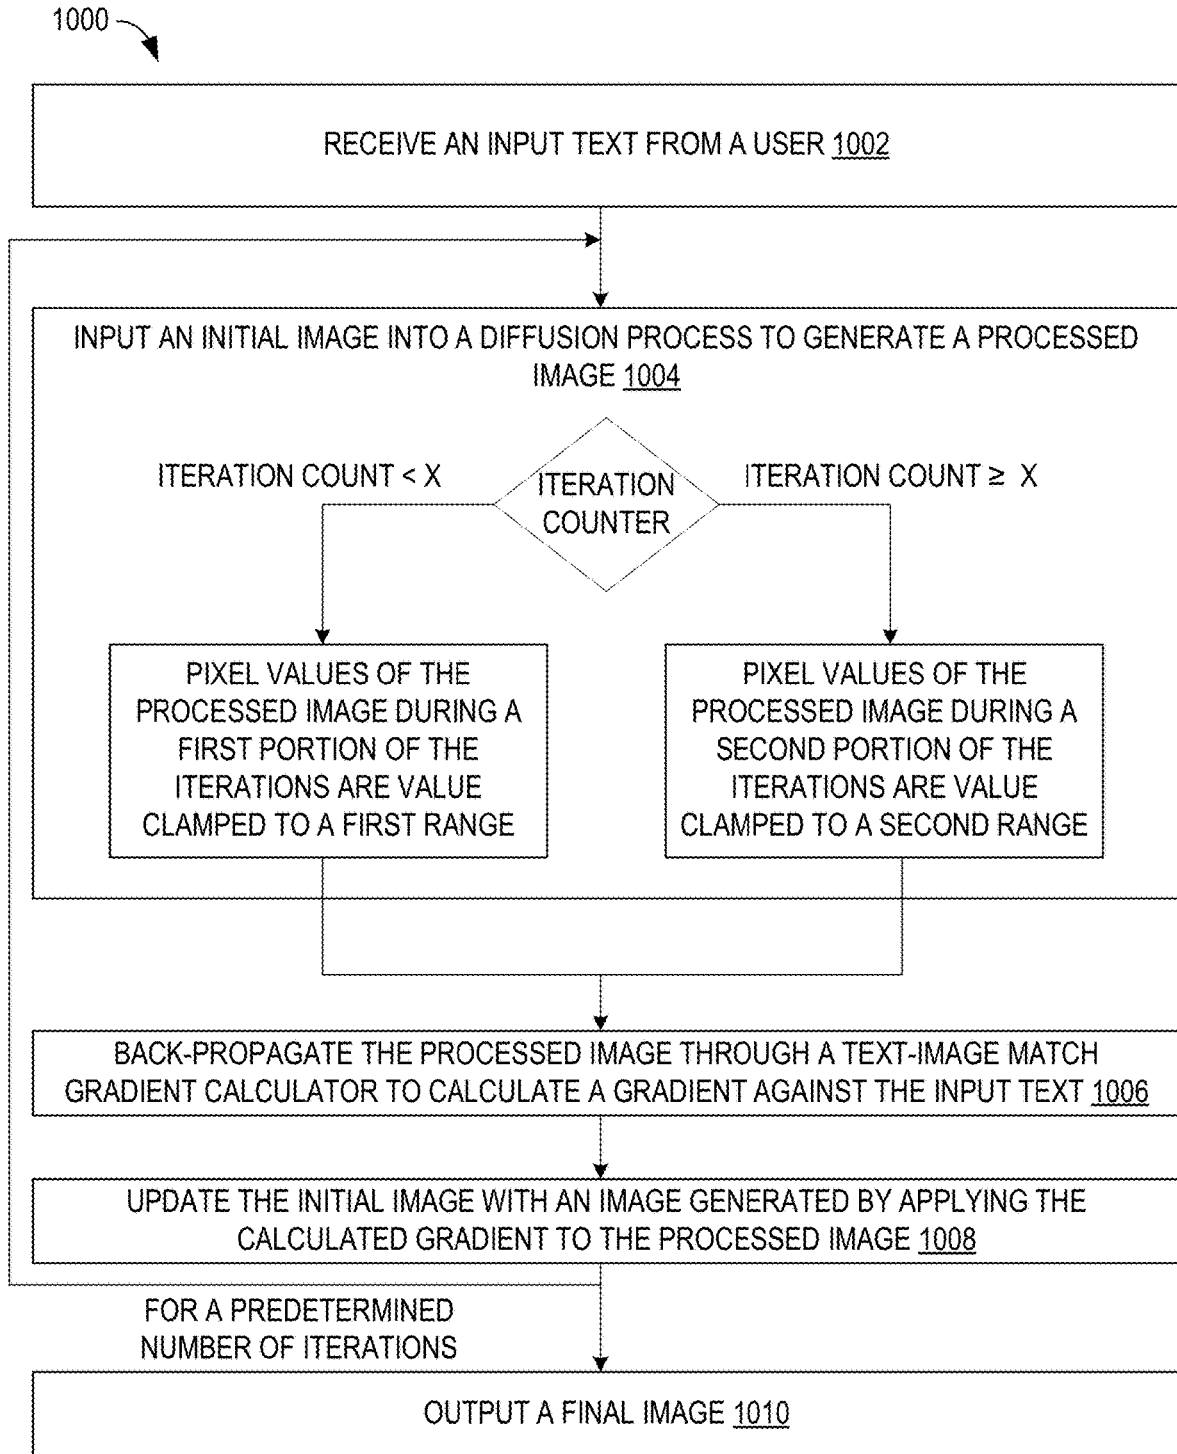 1000
RECEIVE AN INPUT TEXT FROM A USER 1002
INPUT AN INITIAL IMAGE INTO A DIFFUSION PROCESS TO GENERATE A PROCESSED
IMAGE 1004
ITERATION COUNT < X
ITERATION
COUNTER
ITERATION COUNT ≥ X
PIXEL VALUES OF THE
PROCESSED IMAGE DURING A
FIRST PORTION OF THE
ITERATIONS ARE VALUE
CLAMPED TO A FIRST RANGE
PIXEL VALUES OF THE
PROCESSED IMAGE DURING A
SECOND PORTION OF THE
ITERATIONS ARE VALUE
CLAMPED TO A SECOND RANGE
BACK-PROPAGATE THE PROCESSED IMAGE THROUGH A TEXT-IMAGE MATCH
GRADIENT CALCULATOR TO CALCULATE A GRADIENT AGAINST THE INPUT TEXT 1006
UPDATE THE INITIAL IMAGE WITH AN IMAGE GENERATED BY APPLYING THE
CALCULATED GRADIENT TO THE PROCESSED IMAGE 1008
FOR A PREDETERMINED
NUMBER OF ITERATIONS
OUTPUT A FINAL IMAGE 1010